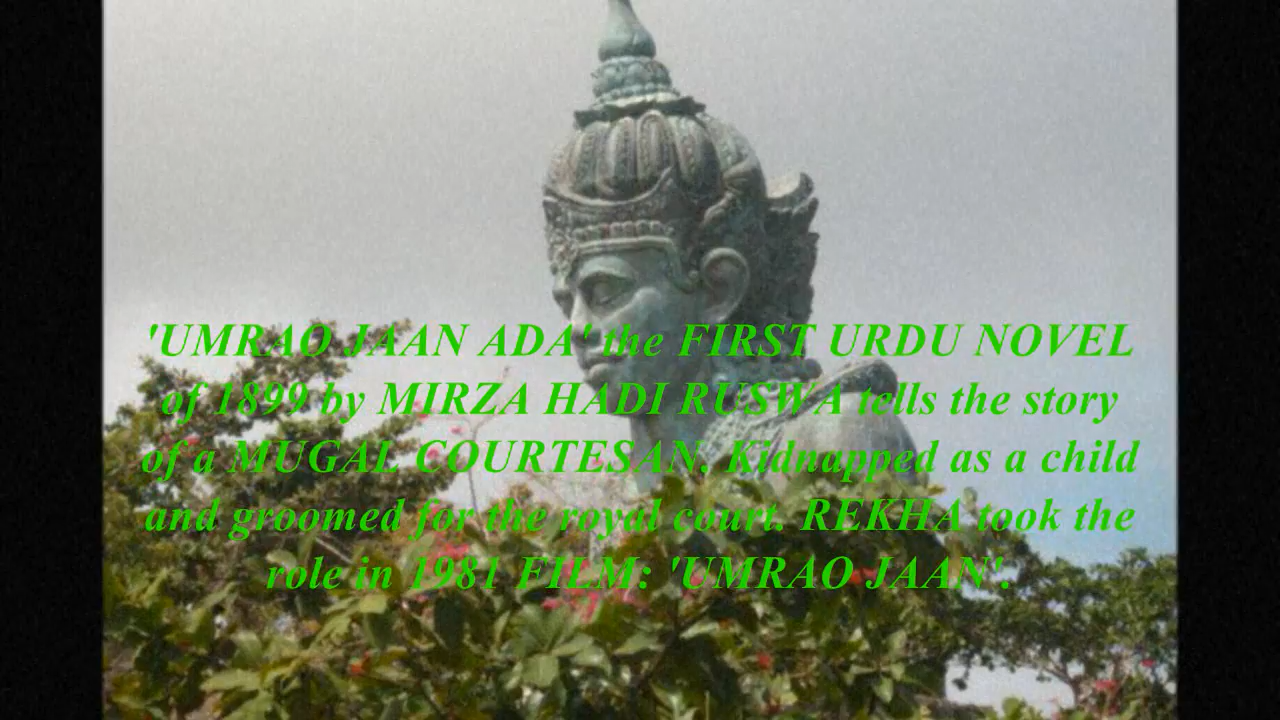 'UMRAO JAAN ADA' the FIRST URDU NOVEL
of 1899 by MIRZA HADI RUSWA tells the story
of a MUGAL COURTESAN, Kidnapped as a child
and groomed for the royal court. REKHA took the
role in 1981 FILM: 'UMRAO JAAN'.